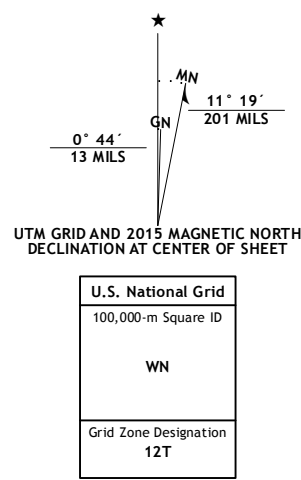 MN
GN
11° 19´
201 MILS
0° 44´
13 MILS
UTM GRID AND 2015 MAGNETIC NORTH
DECLINATION AT CENTER OF SHEET
U.S. National Grid
100,000-m Square ID
WN
Grid Zone Designation
12T